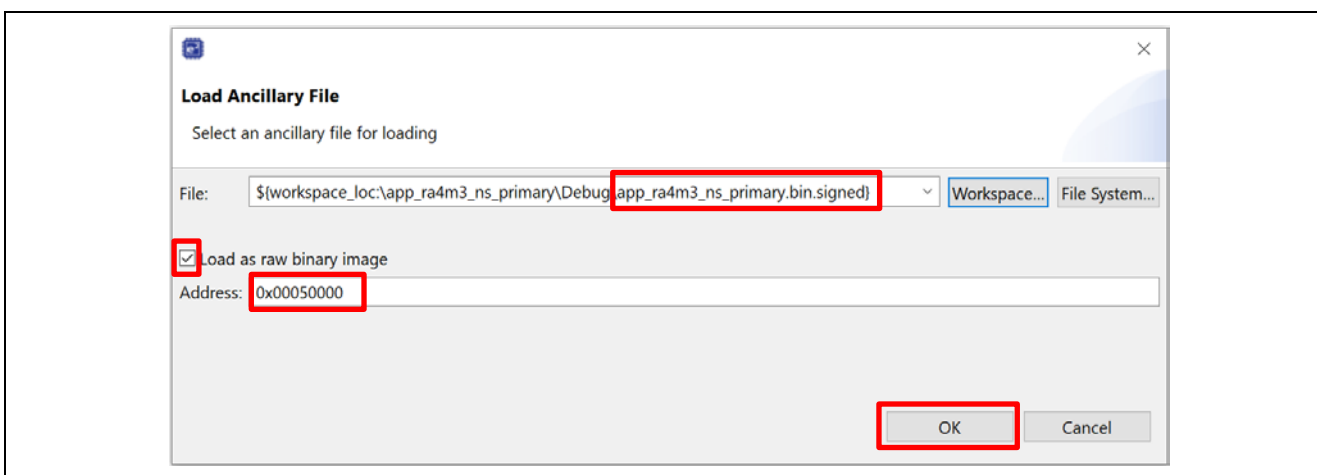 Load Ancillary File
Select an ancillary file for loading
File: ${workspace_loc:\app_ra4m3_ns_primary\Debug\app_ra4m3_ns_primary.bin.signed} Workspace... File System...
Load as raw binary image
Address: 0x00050000
OK Cancel